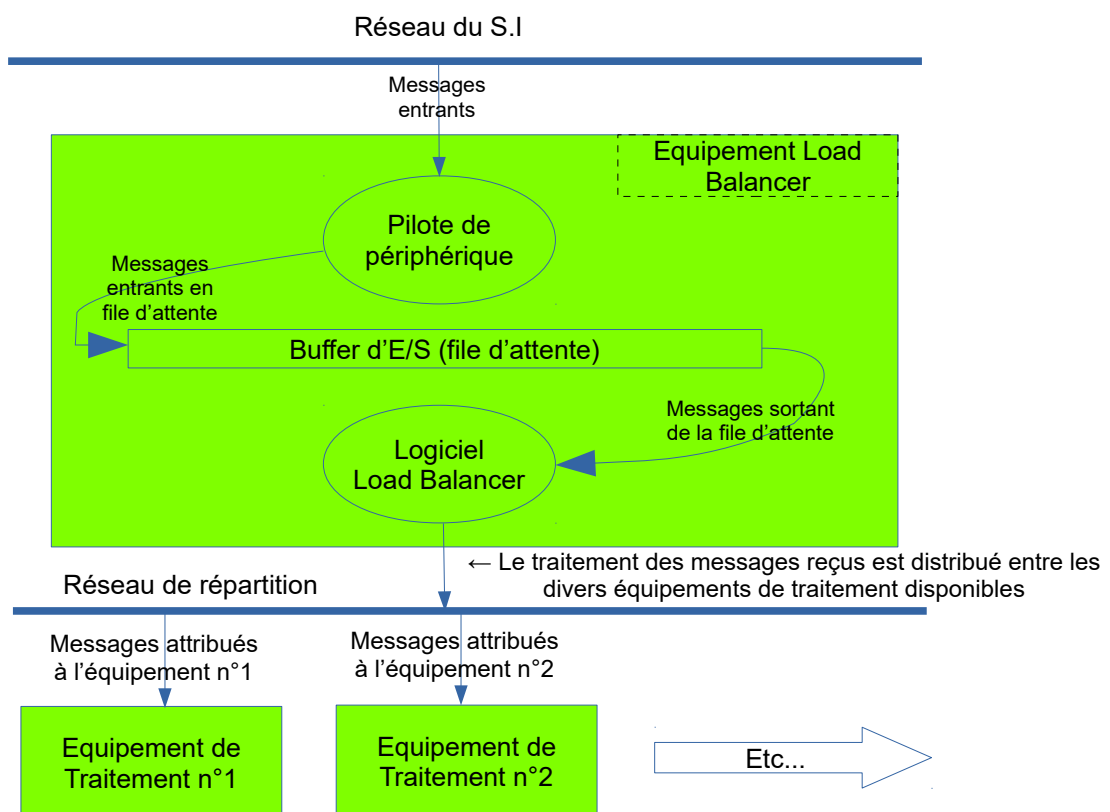 Réseau du S.I
Messages
entrants
Equipement Load
Balancer
Pilote de
périphérique
Messages
entrants en
file d'attente
Buffer d'E/S (file d'attente)
Messages sortant
de la file d'attente
Logiciel
Load Balancer
← Le traitement des messages reçus est distribué entre les
divers équipements de traitement disponibles
Réseau de répartition
Messages attribués
à l'équipement n°1
Messages attribués
à l'équipement n°2
Equipement de
Traitement n°1
Equipement de
Traitement n°2
Etc...